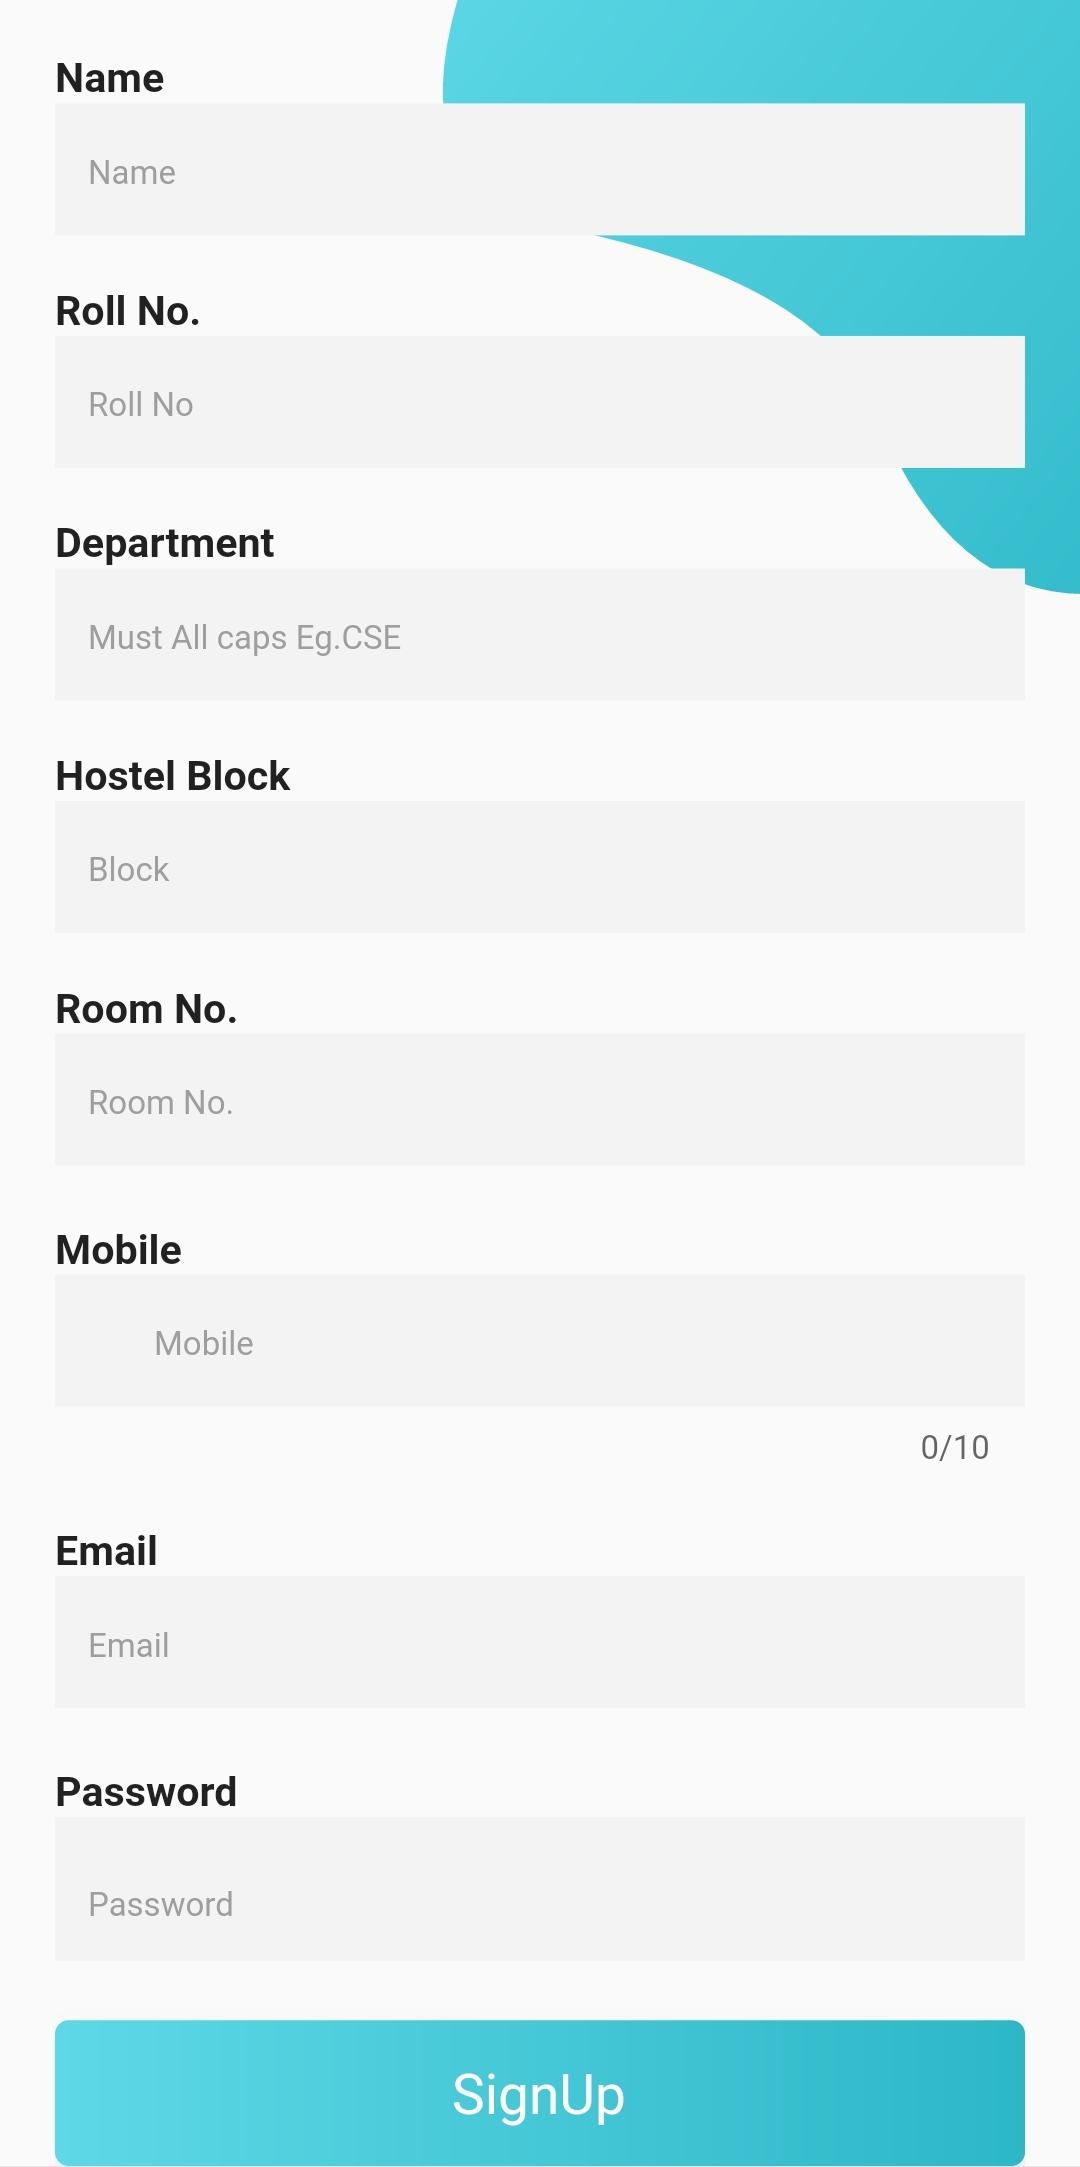 Name
Name
Roll No.
Roll No
Department
Must All caps Eg.CSE
Hostel Block
Block
Room No.
Room No.
Mobile
Mobile
0/10
Email
Email
Password
Password
SignUp